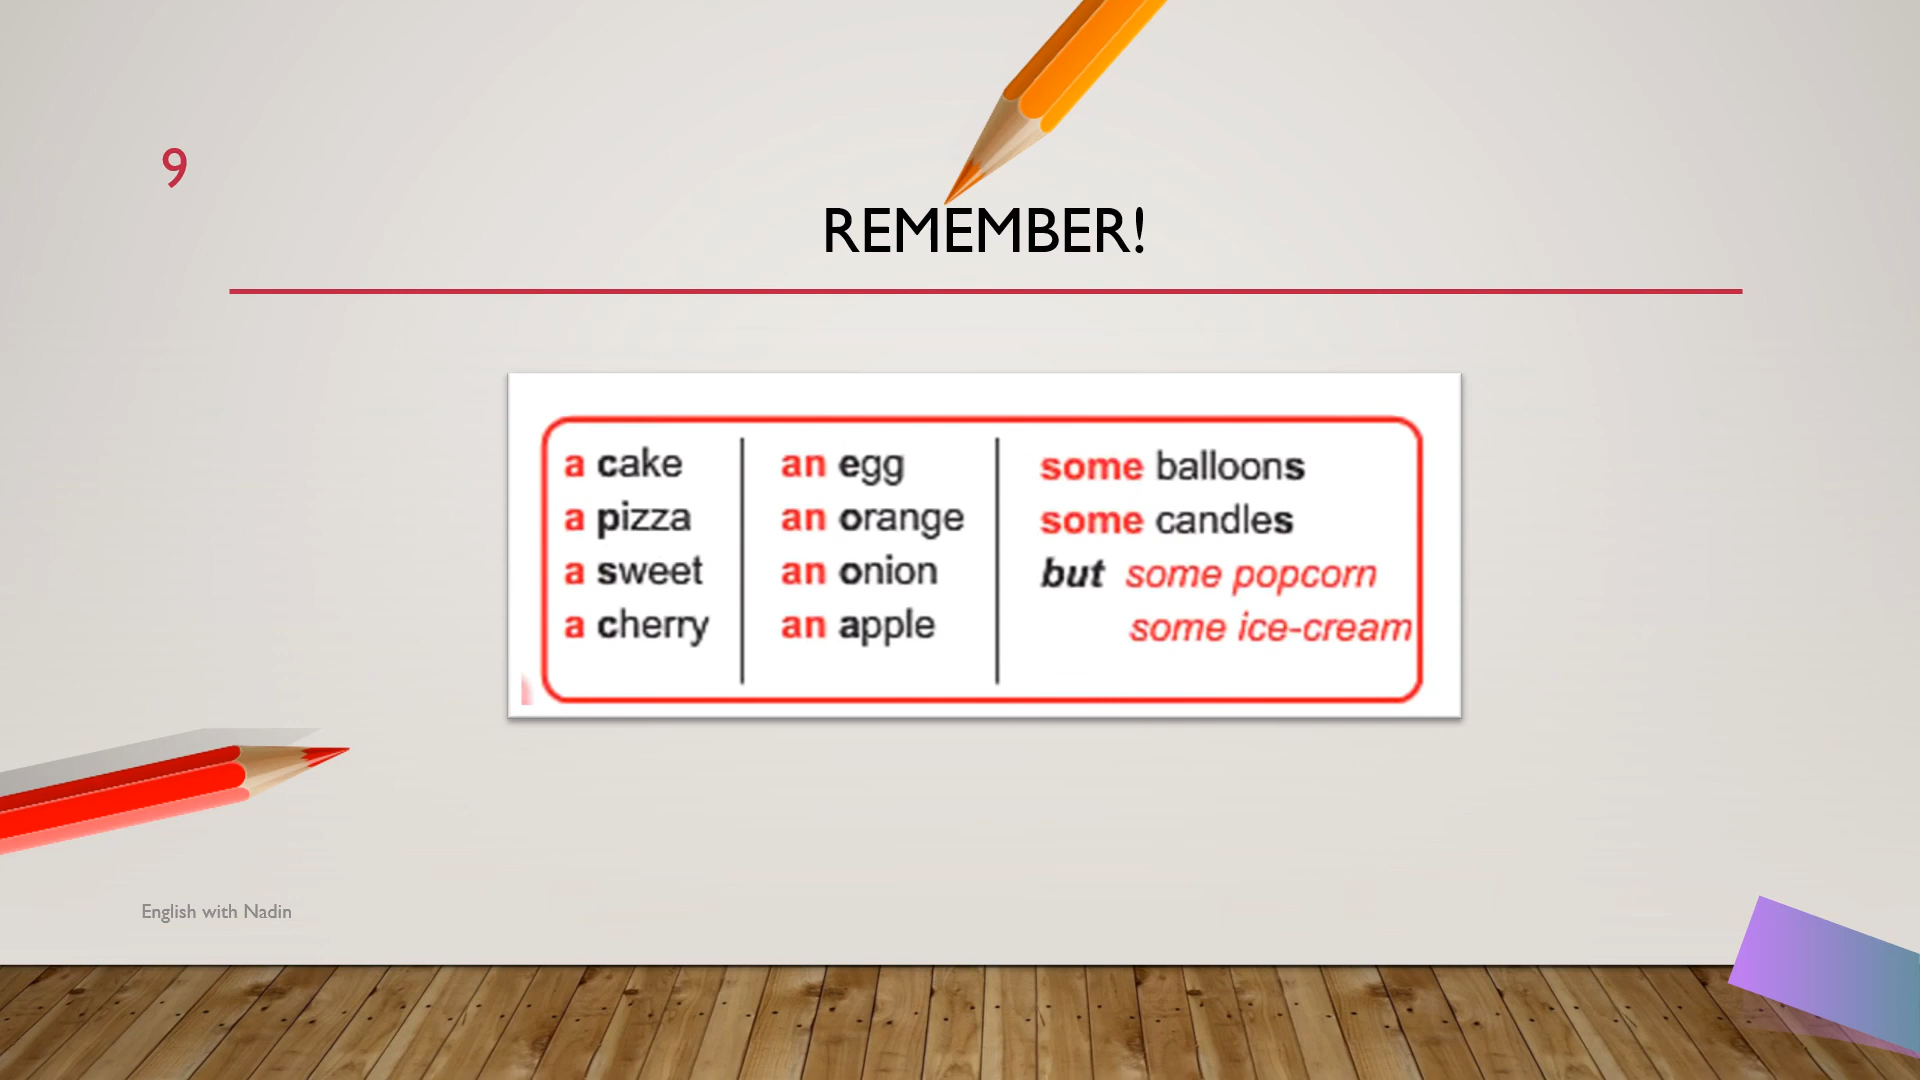 9
REMEMBER!
a cake
a pizza
a sweet
a cherry
an egg
an orange
an onion
an apple
some balloons
some candles
but some popcorn
some ice-cream
English with Nadin